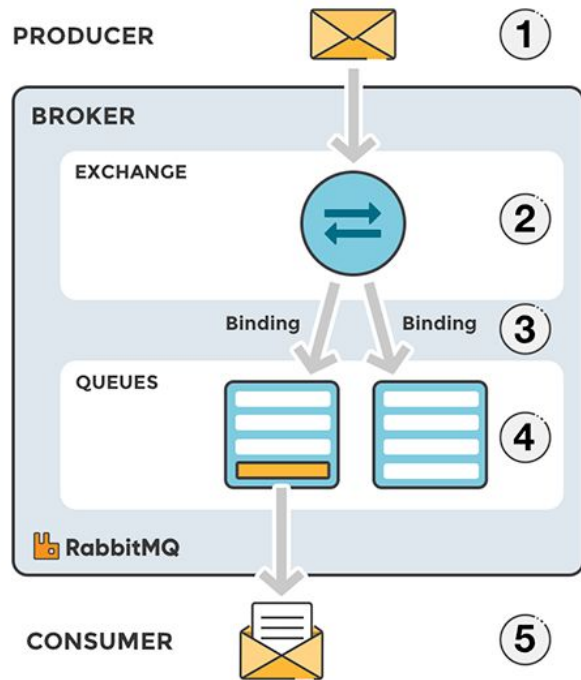 PRODUCER 1
BROKER
EXCHANGE
2
Binding Binding 3
QUEUES
4
RabbitMQ
CONSUMER 5